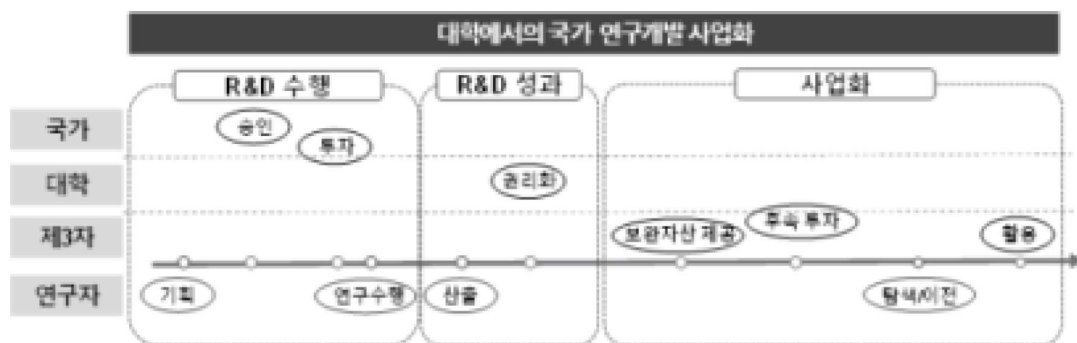 대학에서의 국가 연구개발 사업화
R&D 수행
R&D 성과
사업화
국가
승인
투자
대학
권리화
제3자
보완자산 제공
후속 투자
활용
연구자
기획
연구수행
산출
탐색/이전